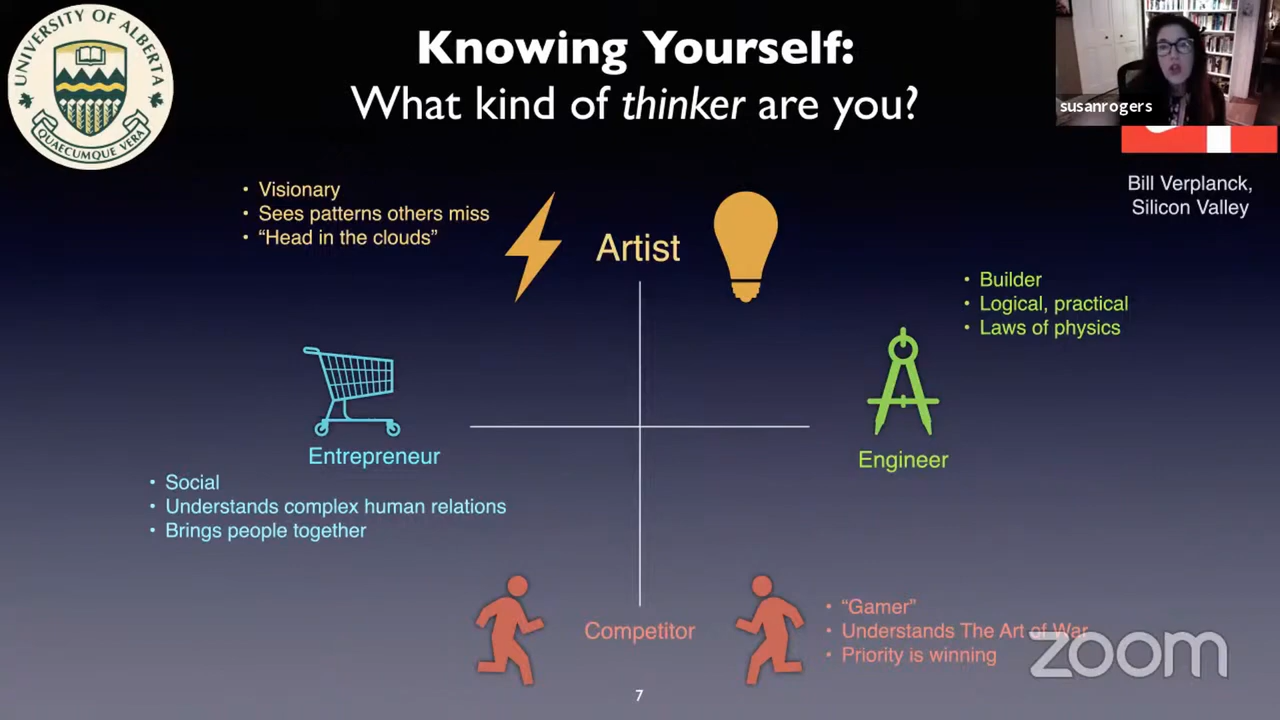 UNIVERSITY OF ALBERTA
QUAECUMQUE VERA
Knowing Yourself:
What kind of thinker are you?
susanrogers
Bill Verplanck,
Silicon Valley
• Visionary
• Sees patterns others miss
• “Head in the clouds”
Artist
• Builder
• Logical, practical
• Laws of physics
Entrepreneur
Engineer
• Social
• Understands complex human relations
• Brings people together
Competitor
• “Gamer”
• Understands The Art of War
• Priority is winning
zoom
7